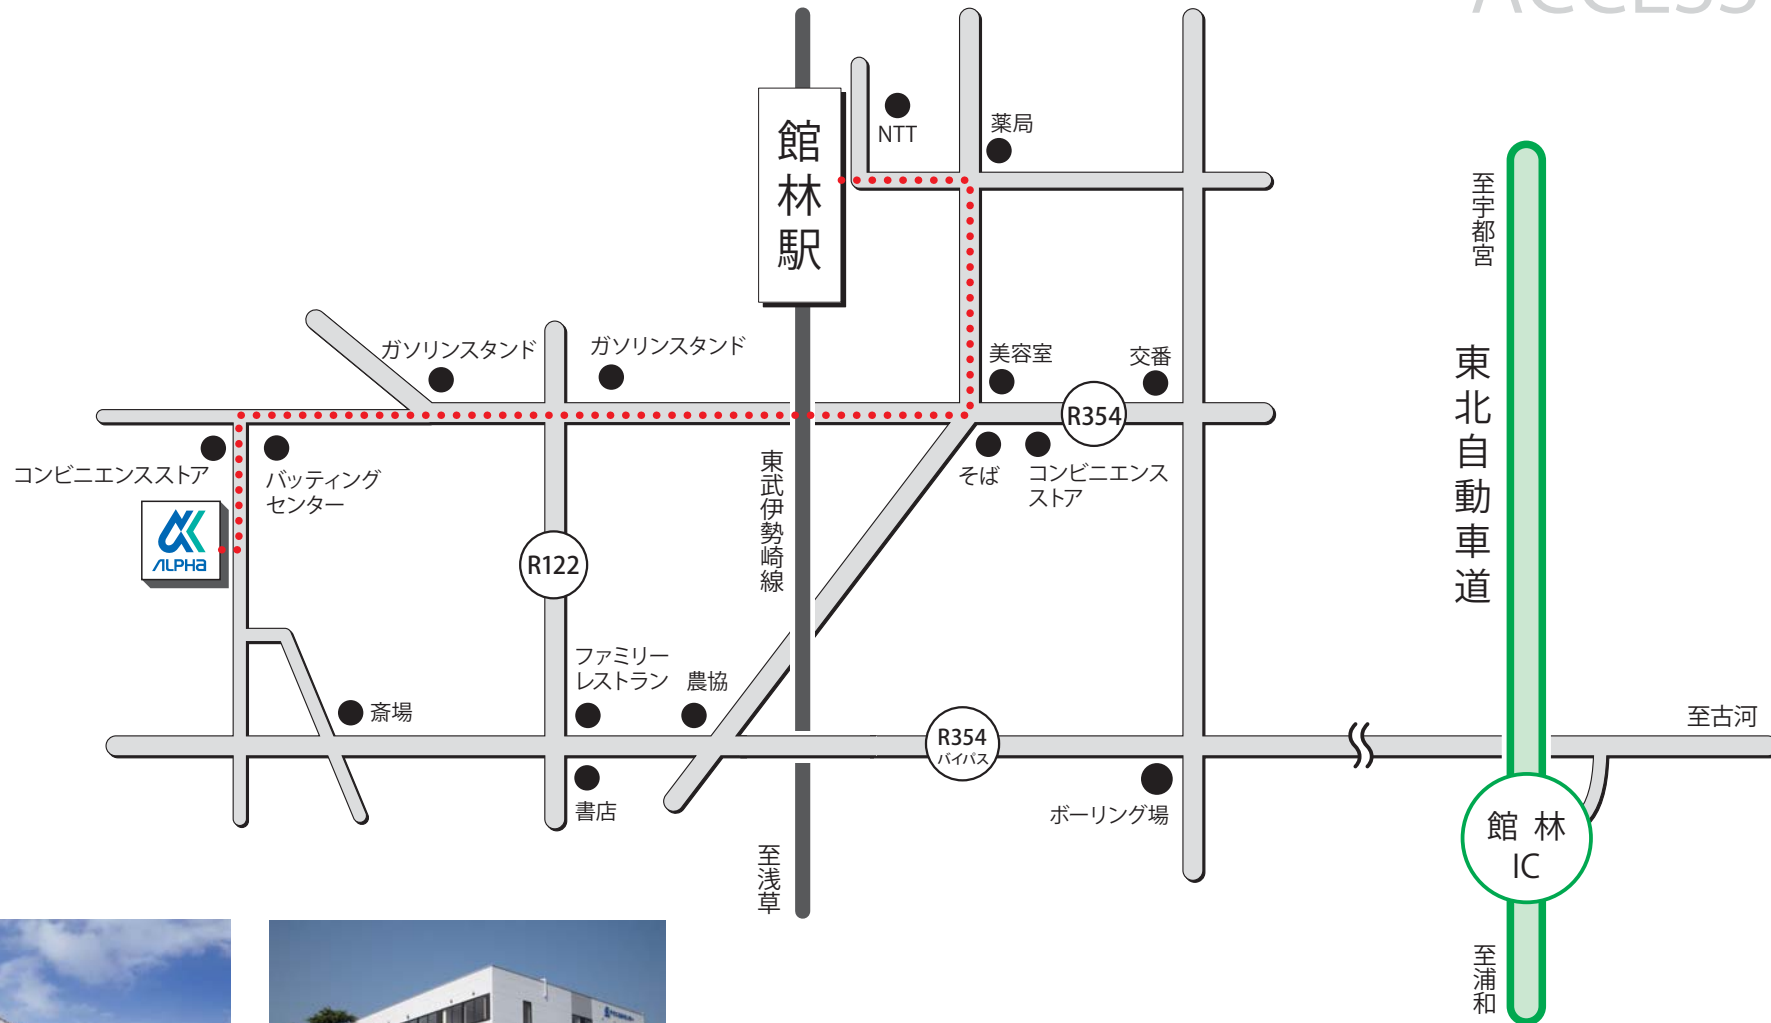 ACCESS
館林駅
NTT
薬局
至宇都宮
東北自動車道
ガソリンスタンド
ガソリンスタンド
美容室
交番
R354
コンビニエンスストア
バッティング
センター
東武伊勢崎線
そば
コンビニエンス
ストア
ALPHa
R122
ファミリー
レストラン
農協
斎場
R354
バイパス
至古河
書店
ボーリング場
館林
IC
至浅草
至浦和